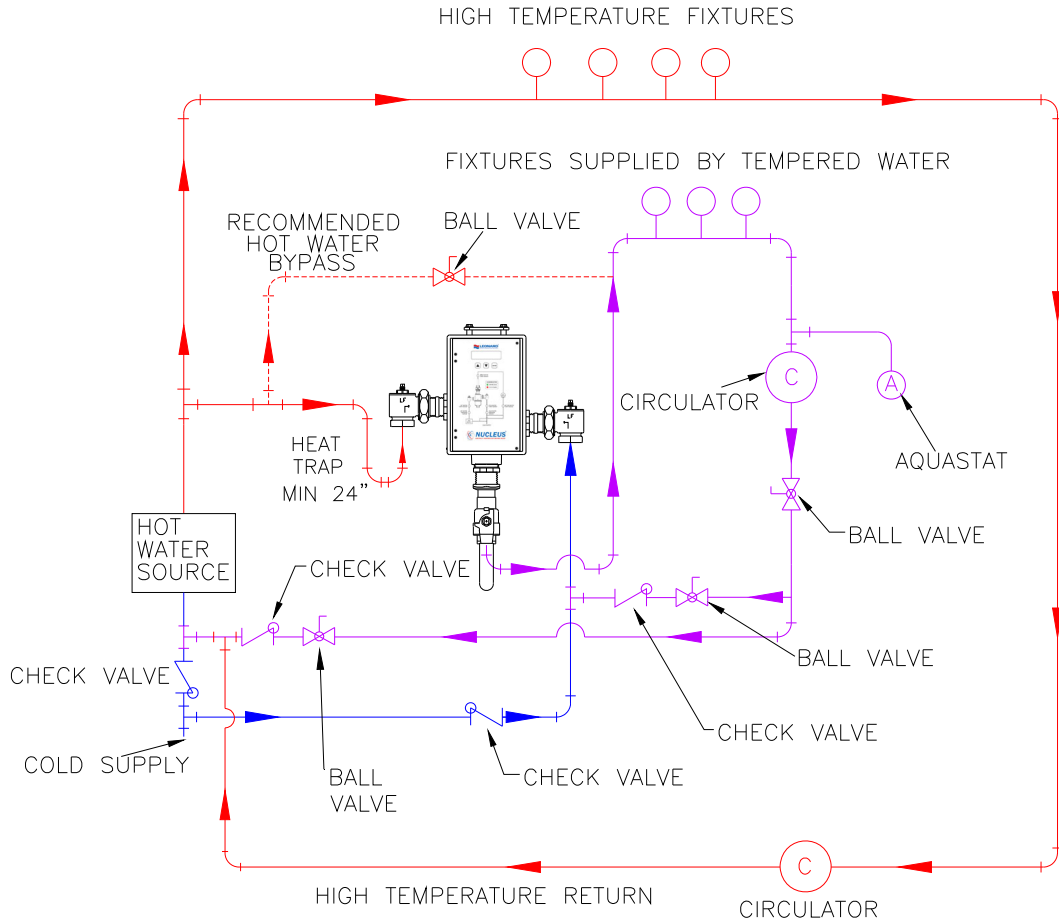 HIGH TEMPERATURE FIXTURES
FIXTURES SUPPLIED BY TEMPERED WATER
RECOMMENDED
HOT WATER
BYPASS
BALL VALVE
LEONARD
LF
LF
NUCLEUS
C
CIRCULATOR
A
AQUASTAT
HEAT
TRAP
MIN 24”
HOT
WATER
SOURCE
BALL VALVE
CHECK VALVE
CHECK VALVE
BALL VALVE
CHECK VALVE
COLD SUPPLY
BALL
VALVE
CHECK VALVE
C
HIGH TEMPERATURE RETURN
CIRCULATOR